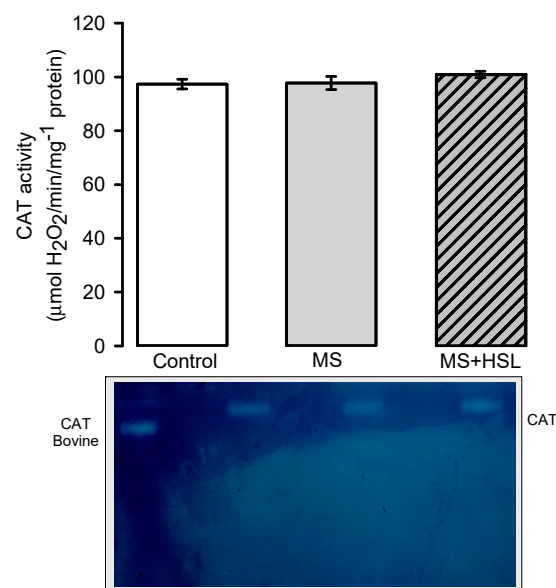 120
100
80
60
40
20
0
CAT activity
(µmol H₂O₂/min/mg⁻¹ protein)
Control MS MS+HSL
CAT
Bovine
CAT